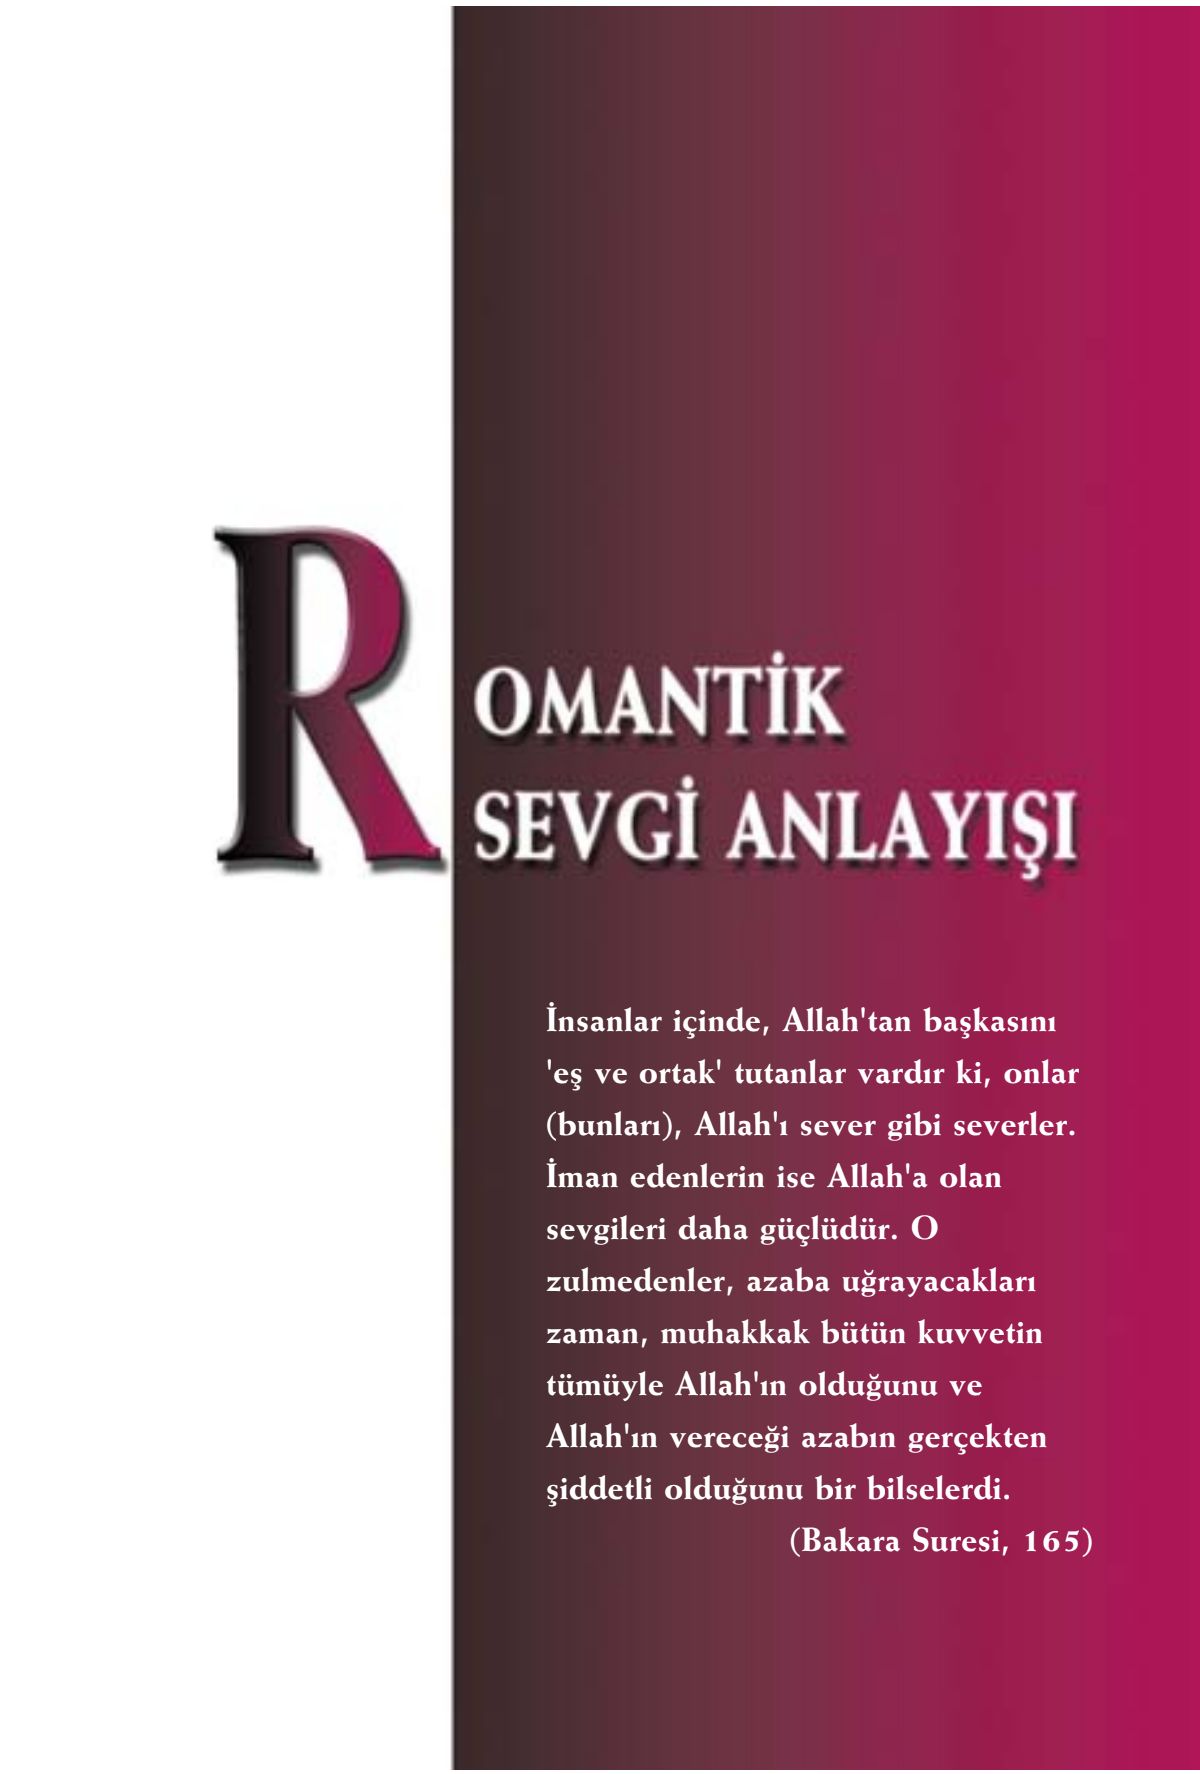 ROMANTİK
SEVGİ ANLAYIŞI
İnsanlar içinde, Allah'tan başkasını
'eş ve ortak' tutanlar vardır ki, onlar
(bunları), Allah'ı sever gibi severler.
İman edenlerin ise Allah'a olan
sevgileri daha güçlüdür. O
zulmedenler, azaba uğrayacakları
zaman, muhakkak bütün kuvvetin
tümüyle Allah'ın olduğunu ve
Allah'ın vereceği azabın gerçekten
şiddetli olduğunu bir bilselerdi.
(Bakara Suresi, 165)